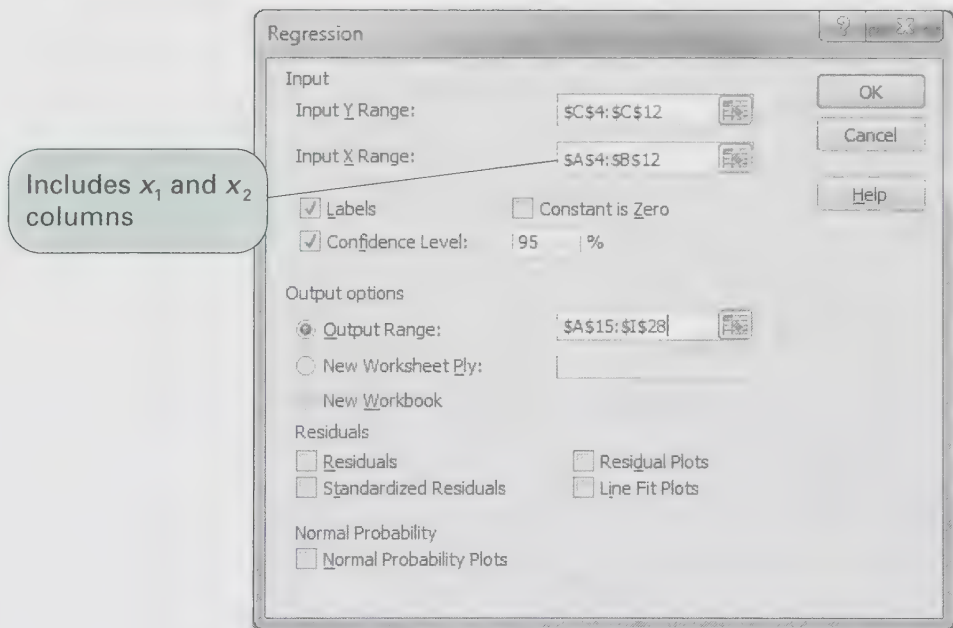 Regression
Input
Input Y Range: $C$4:$C$12
Input X Range: $A$4:$B$12
Labels Constant is Zero
Confidence Level: 95 %
OK
Cancel
Help
Includes x₁ and x₂
columns
Output options
Output Range: $A$15:$I$28
New Worksheet Ply:
New Workbook
Residuals
Residuals Residual Plots
Standardized Residuals Line Fit Plots
Normal Probability
Normal Probability Plots